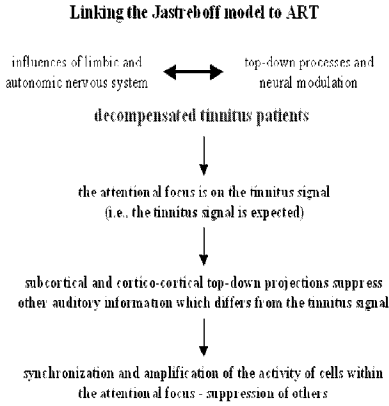 Linking the Jastreboff model to ART
influences of limbic and
autonomic nervous system
top-down processes and
neural modulation
decompensated tinnitus patients
the attentional focus is on the tinnitus signal
(i.e., the tinnitus signal is expected)
subcortical and cortico-cortical top-down projections suppress
other auditory information which differs from the tinnitus signal
synchronization and amplification of the activity of cells within
the attentional focus - suppression of others